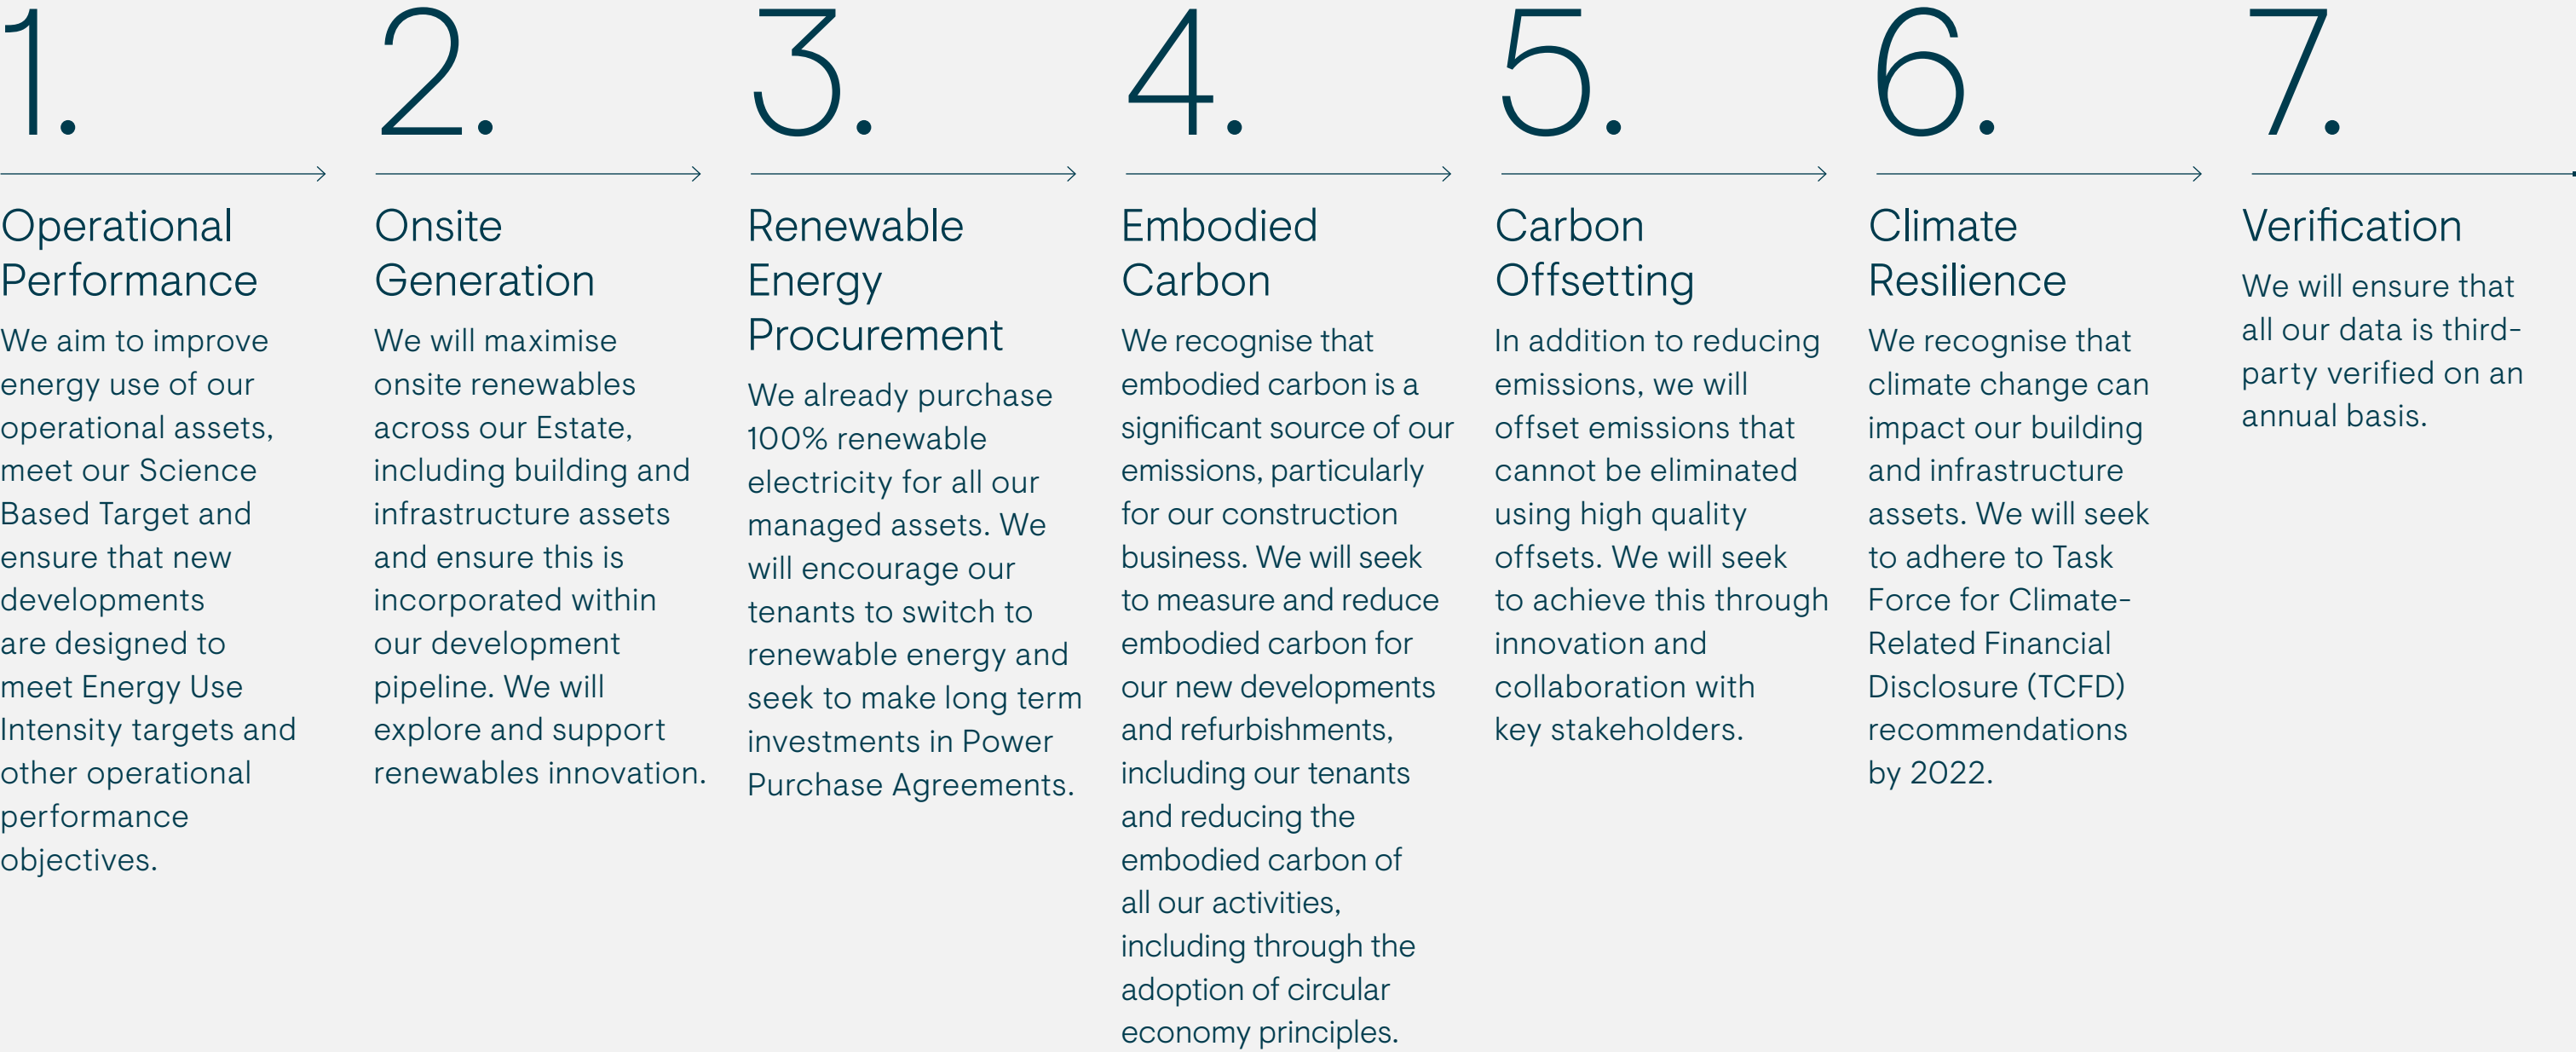 1.
Operational
Performance
We aim to improve
energy use of our
operational assets,
meet our Science
Based Target and
ensure that new
developments
are designed to
meet Energy Use
Intensity targets and
other operational
performance
objectives.
2.
Onsite
Generation
We will maximise
onsite renewables
across our Estate,
including building and
infrastructure assets
and ensure this is
incorporated within
our development
pipeline. We will
explore and support
renewables innovation.
3.
Renewable
Energy
Procurement
We already purchase
100% renewable
electricity for all our
managed assets. We
will encourage our
tenants to switch to
renewable energy and
seek to make long term
investments in Power
Purchase Agreements.
4.
Embodied
Carbon
We recognise that
embodied carbon is a
significant source of our
emissions, particularly
for our construction
business. We will seek
to measure and reduce
embodied carbon for
our new developments
and refurbishments,
including our tenants
and reducing the
embodied carbon of
all our activities,
including through the
adoption of circular
economy principles.
5.
Carbon
Offsetting
In addition to reducing
emissions, we will
offset emissions that
cannot be eliminated
using high quality
offsets. We will seek
to achieve this through
innovation and
collaboration with
key stakeholders.
6.
Climate
Resilience
We recognise that
climate change can
impact our building
and infrastructure
assets. We will seek
to adhere to Task
Force for Climate-
Related Financial
Disclosure (TCFD)
recommendations
by 2022.
7.
Verification
We will ensure that
all our data is third-
party verified on an
annual basis.